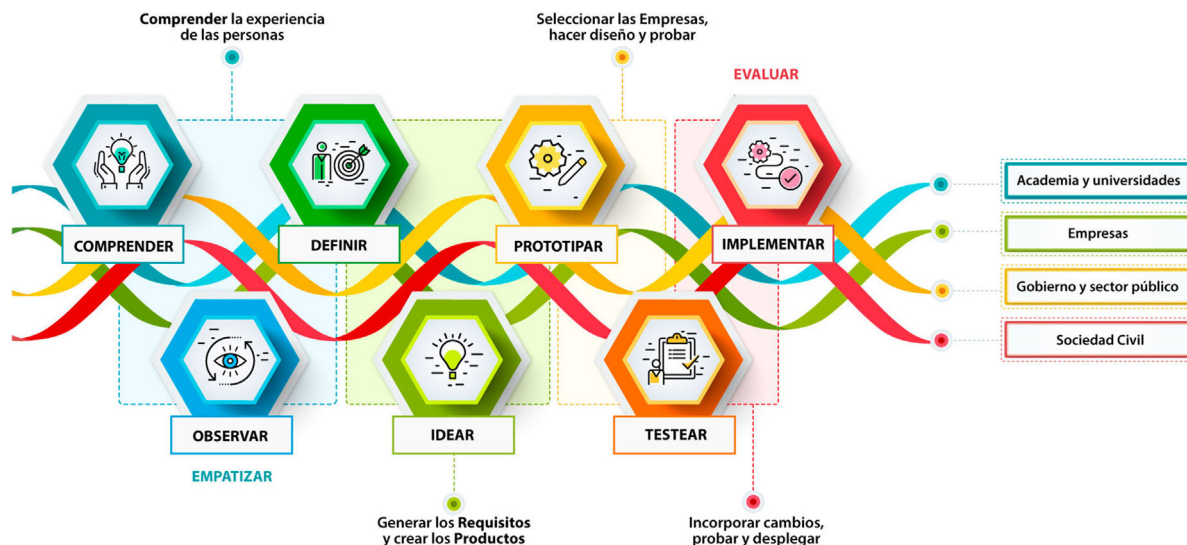 Comprender la experiencia
de las personas
Seleccionar las Empresas,
hacer diseño y probar
EVALUAR
COMPRENDER
DEFINIR
PROTOTIPAR
IMPLEMENTAR
OBSERVAR
IDEAR
TESTEAR
EMPATIZAR
Generar los Requisitos
y crear los Productos
Incorporar cambios,
probar y desplegar
Academia y universidades
Empresas
Gobierno y sector público
Sociedad Civil